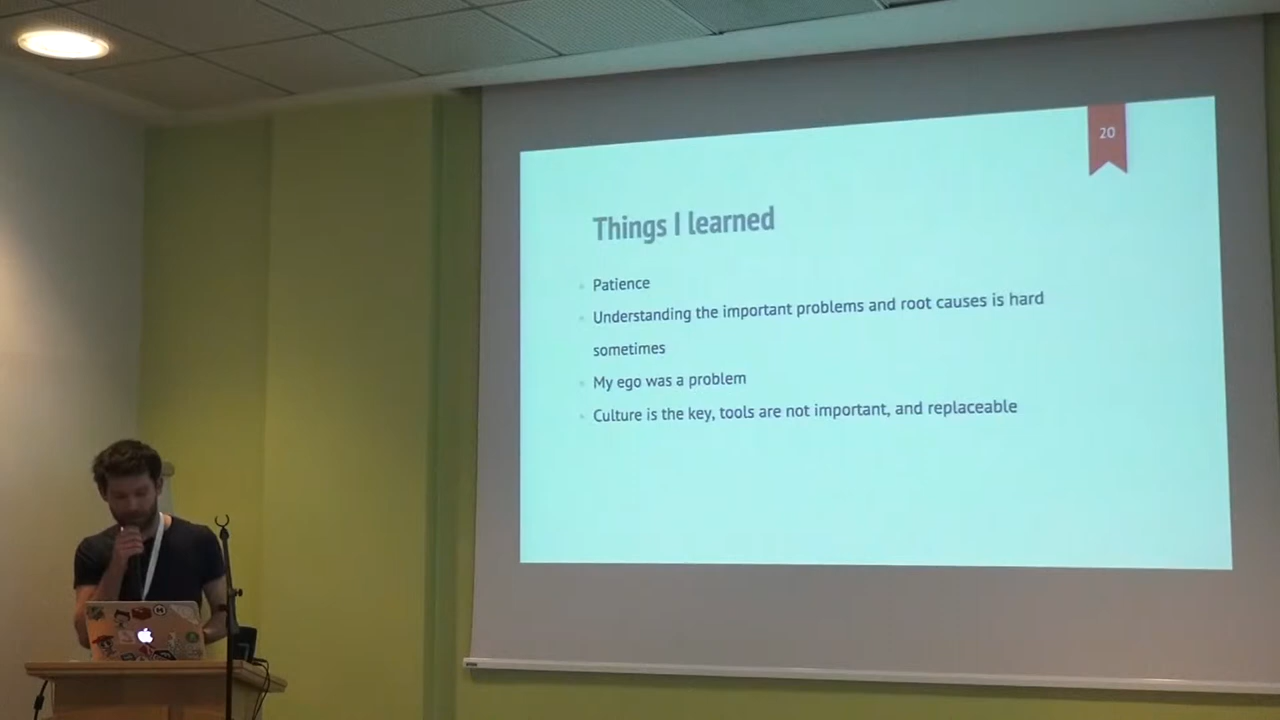 20
Things I learned
Patience
Understanding the important problems and root causes is hard
sometimes
My ego was a problem
Culture is the key, tools are not important, and replaceable